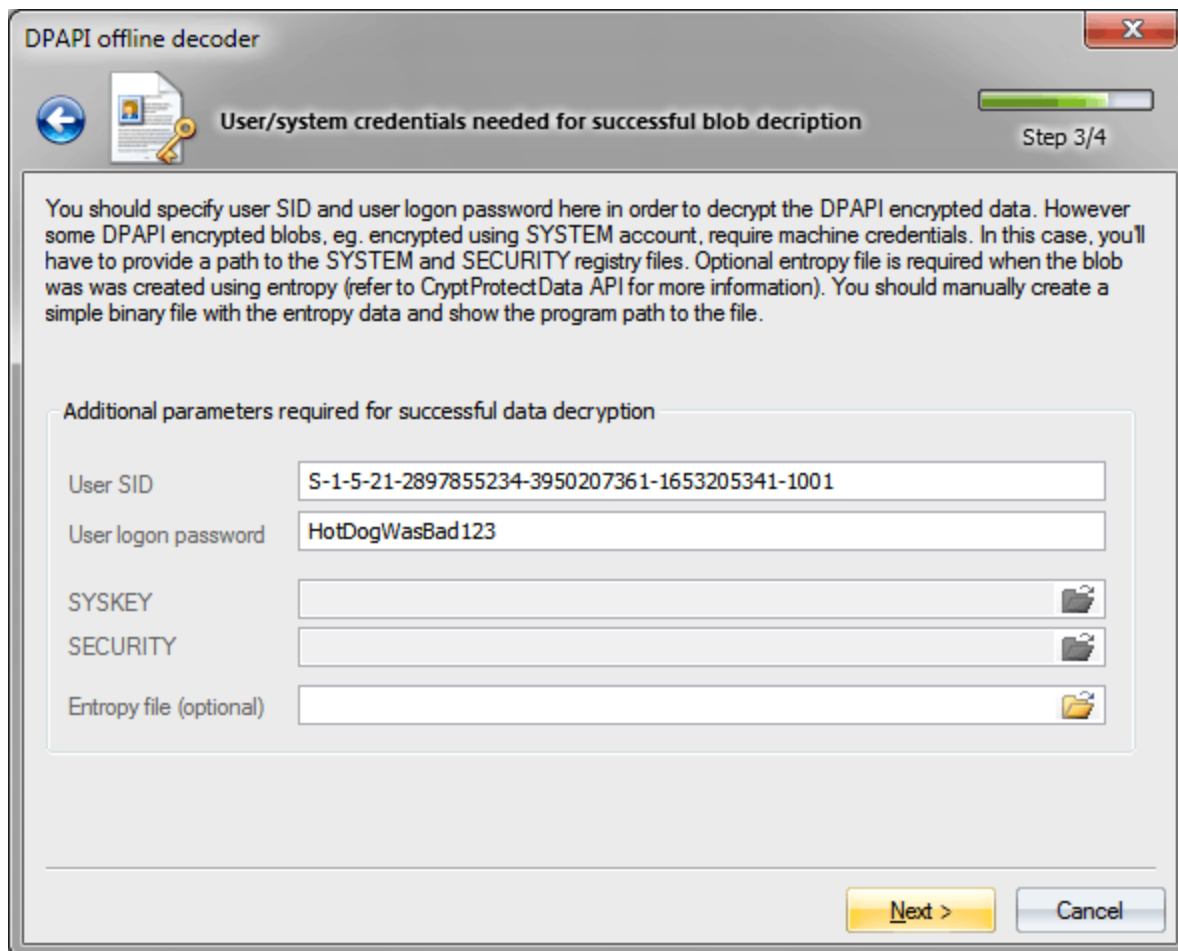 DPAPI offline decoder
User/system credentials needed for successful blob decription
Step 3/4
You should specify user SID and user logon password here in order to decrypt the DPAPI encrypted data. However
some DPAPI encrypted blobs, eg. encrypted using SYSTEM account, require machine credentials. In this case, you'll
have to provide a path to the SYSTEM and SECURITY registry files. Optional entropy file is required when the blob
was was created using entropy (refer to CryptProtectData API for more information). You should manually create a
simple binary file with the entropy data and show the program path to the file.
Additional parameters required for successful data decryption
User SID S-1-5-21-2897855234-3950207361-1653205341-1001
User logon password HotDogWasBad123
SYSKEY
SECURITY
Entropy file (optional)
Next > Cancel